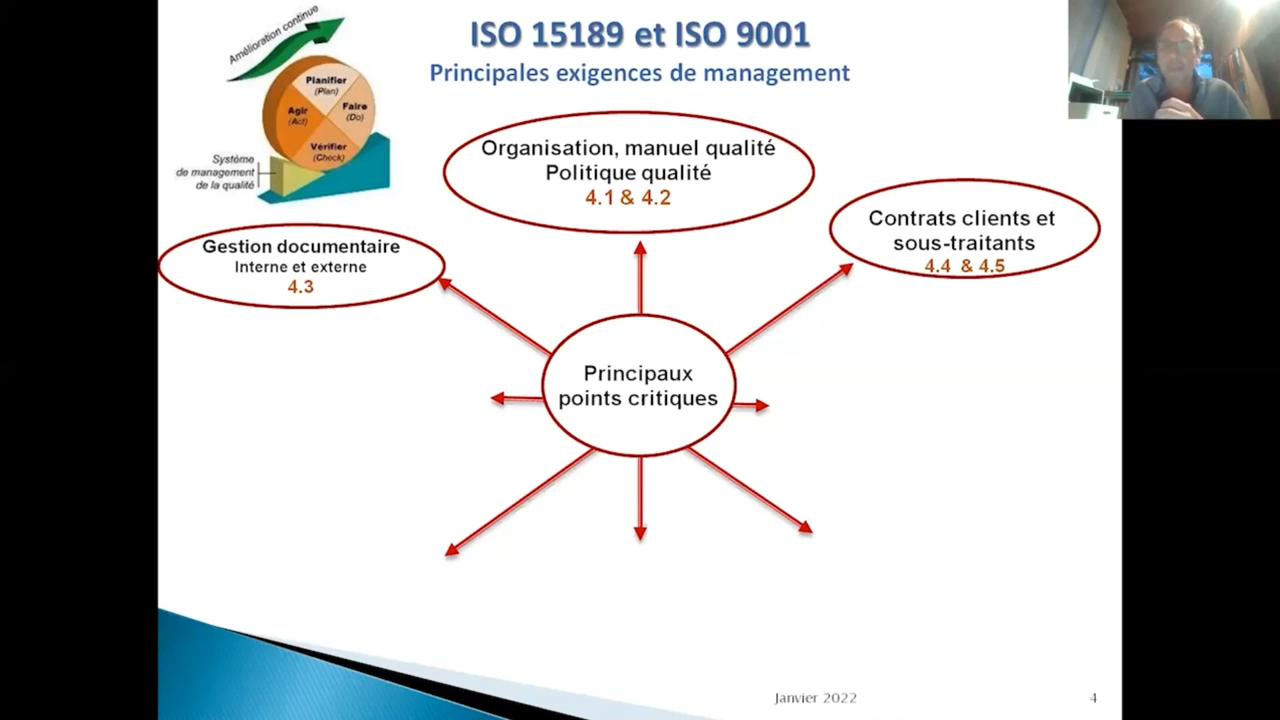 ISO 15189 et ISO 9001
Principales exigences de management
Amélioration continue
Planifier
(Plan)
Faire
(Do)
Agir
(Act)
Vérifier
(Check)
Système
de management
de la qualité
Organisation, manuel qualité
Politique qualité
4.1 & 4.2
Contrats clients et
sous-traitants
4.4 & 4.5
Gestion documentaire
Interne et externe
4.3
Principaux
points critiques
Janvier 2022
4